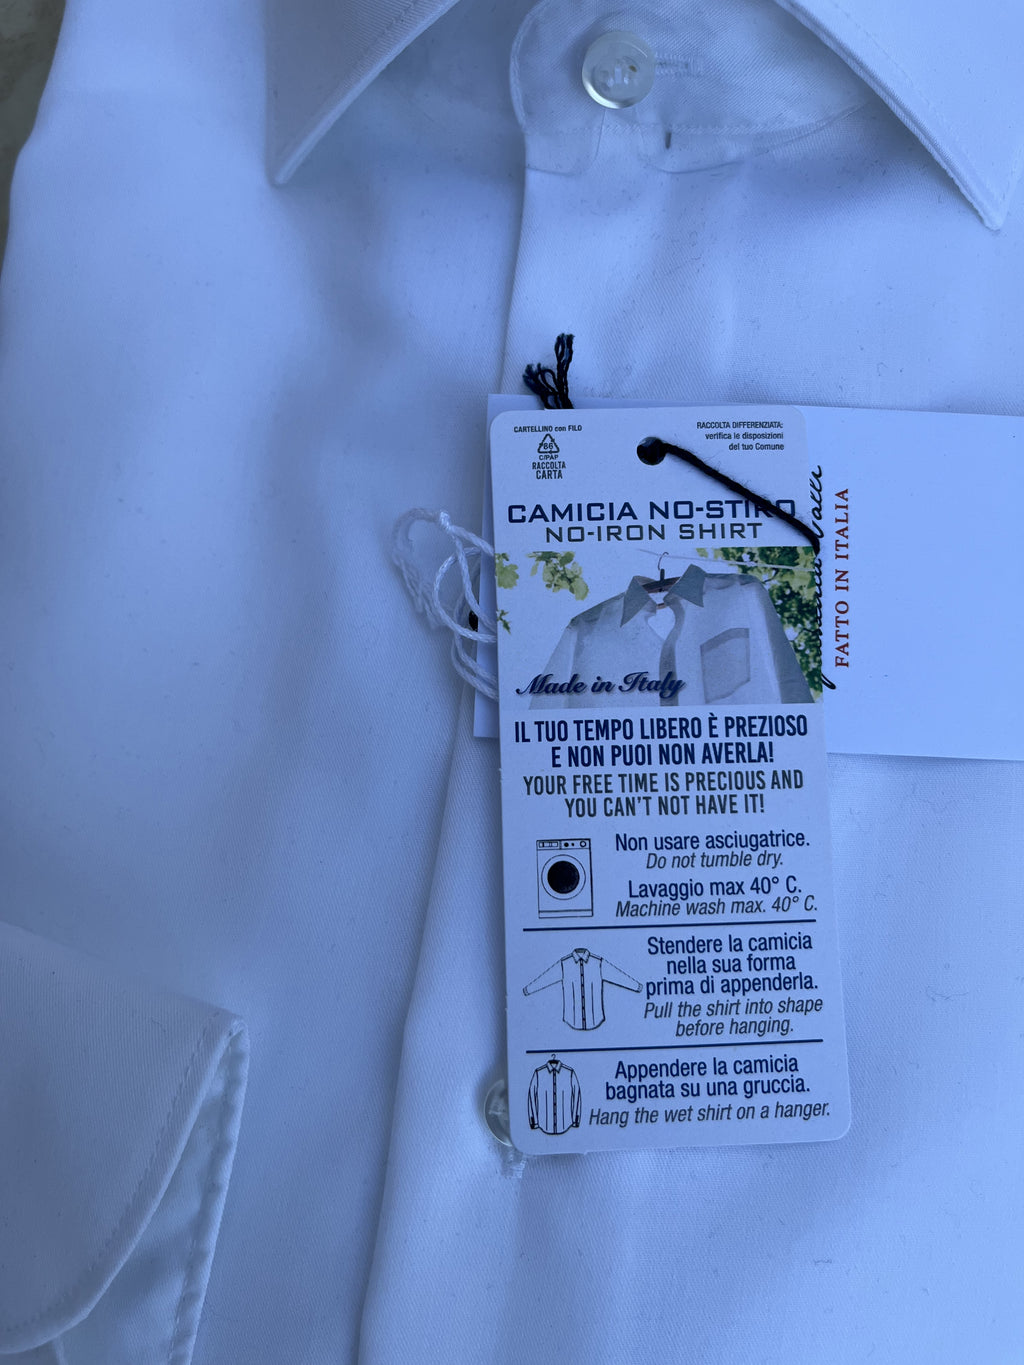 CARTELLINO con FILO
C/PAP
RACCOLTA
CARTA
RACCOLTA DIFFERENZIATA:
verifica le disposizioni
del tuo Comune
CAMICIA NO-STIRO
NO-IRON SHIRT
Made in Italy
IL TUO TEMPO LIBERO È PREZIOSO
E NON PUOI NON AVERLA!
YOUR FREE TIME IS PRECIOUS AND
YOU CAN'T NOT HAVE IT!
Non usare asciugatrice.
Do not tumble dry.
Lavaggio max 40° C.
Machine wash max. 40° C.
Stendere la camicia
nella sua forma
prima di appenderla.
Pull the shirt into shape
before hanging.
Appendere la camicia
bagnata su una gruccia.
Hang the wet shirt on a hanger.
FATTO IN ITALIA